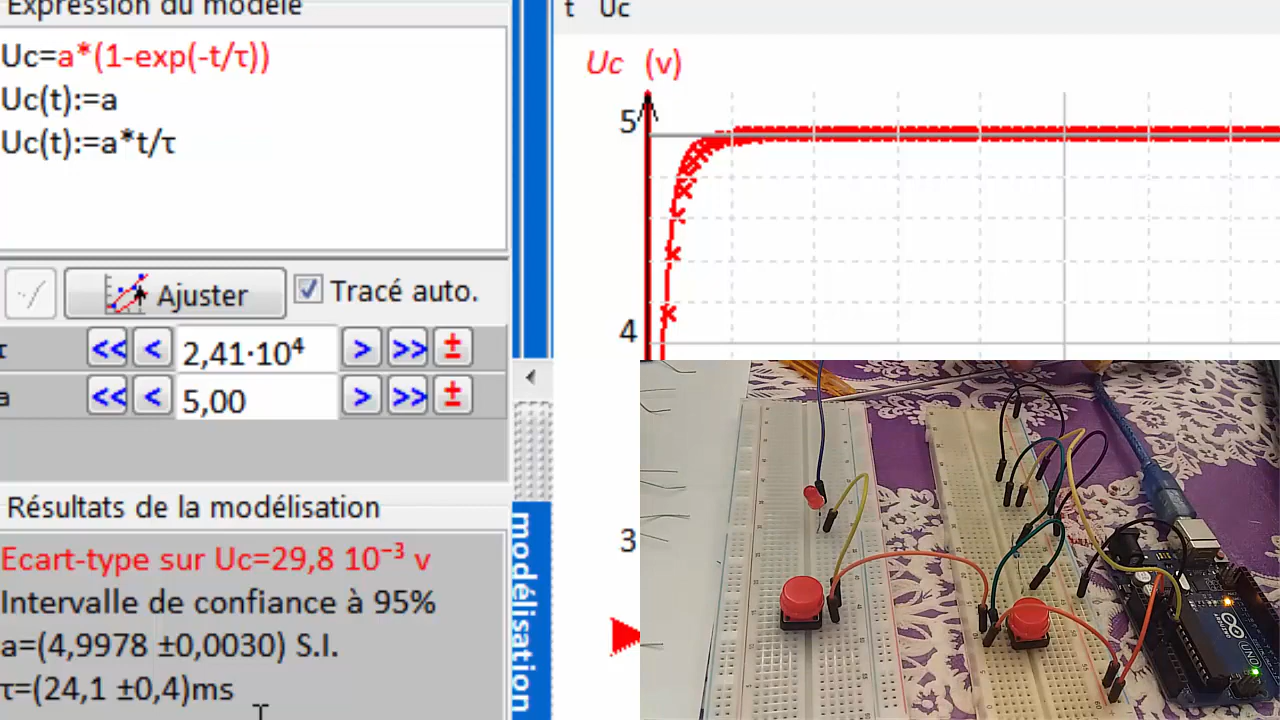 Expression du modèle
Uc=a*(1-exp(-t/τ))
Uc(t):=a
Uc(t):=a*t/τ
Ajuster
Tracé auto.
τ << < 2,41·10⁴ > >> ±
a << < 5,00 > >> ±
Résultats de la modélisation
Ecart-type sur Uc=29,8 10⁻³ v
Intervalle de confiance à 95%
a=(4,9978 ±0,0030) S.I.
τ=(24,1 ±0,4)ms
modélisation
t Uc
Uc (v)
5
4
3
UNO